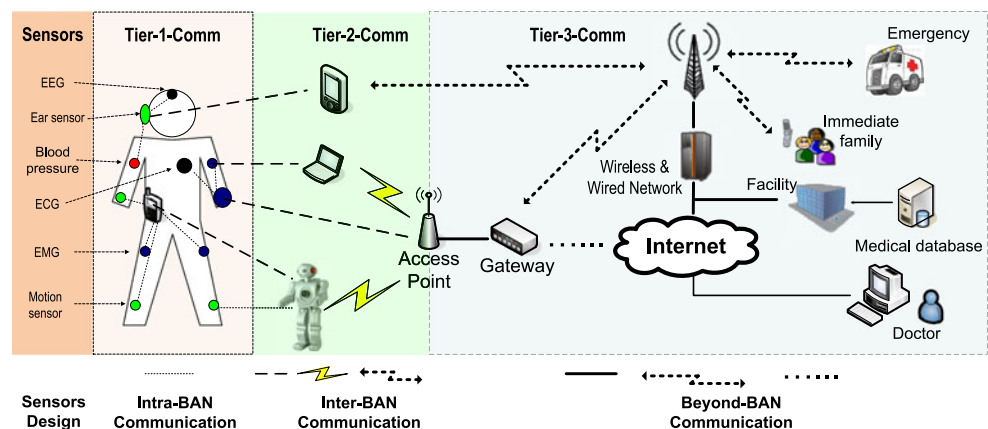 Sensors
Tier-1-Comm
Tier-2-Comm
Tier-3-Comm
Emergency
EEG
Ear sensor
Blood
pressure
ECG
EMG
Motion
sensor
Immediate
family
Wireless &
Wired Network
Facility
Medical database
Internet
Access
Point
Gateway
Doctor
Sensors
Design
Intra-BAN
Communication
Inter-BAN
Communication
Beyond-BAN
Communication